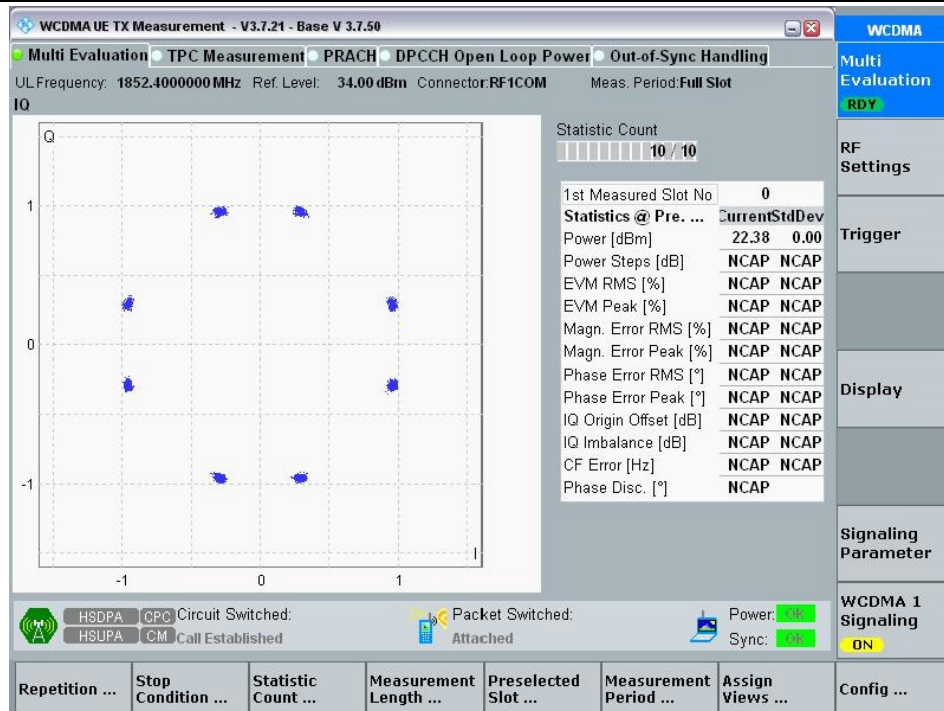 WCDMA UE TX Measurement - V3.7.21 - Base V 3.7.50
Multi Evaluation TPC Measurement PRACH DPCCH Open Loop Power Out-of-Sync Handling
UL Frequency: 1852.4000000 MHz Ref. Level: 34.00 dBm Connector:RF1COM Meas. Period:Full Slot
IQ
Q
1
0
-1
-1 0 1
I
Statistic Count
10 / 10
1st Measured Slot No 0
Statistics @ Pre. ... Current StdDev
Power [dBm] 22.38 0.00
Power Steps [dB] NCAP NCAP
EVM RMS [%] NCAP NCAP
EVM Peak [%] NCAP NCAP
Magn. Error RMS [%] NCAP NCAP
Magn. Error Peak [%] NCAP NCAP
Phase Error RMS [°] NCAP NCAP
Phase Error Peak [°] NCAP NCAP
IQ Origin Offset [dB] NCAP NCAP
IQ Imbalance [dB] NCAP NCAP
CF Error [Hz] NCAP NCAP
Phase Disc. [°] NCAP
HSDPA CPC Circuit Switched:
HSUPA CM Call Established
Packet Switched:
Attached
Power: OK
Sync: OK
WCDMA
Multi
Evaluation
RDY
RF
Settings
Trigger
Display
Signaling
Parameter
WCDMA 1
Signaling
ON
Repetition ...
Stop
Condition ...
Statistic
Count ...
Measurement
Length ...
Preselected
Slot ...
Measurement
Period ...
Assign
Views ...
Config ...